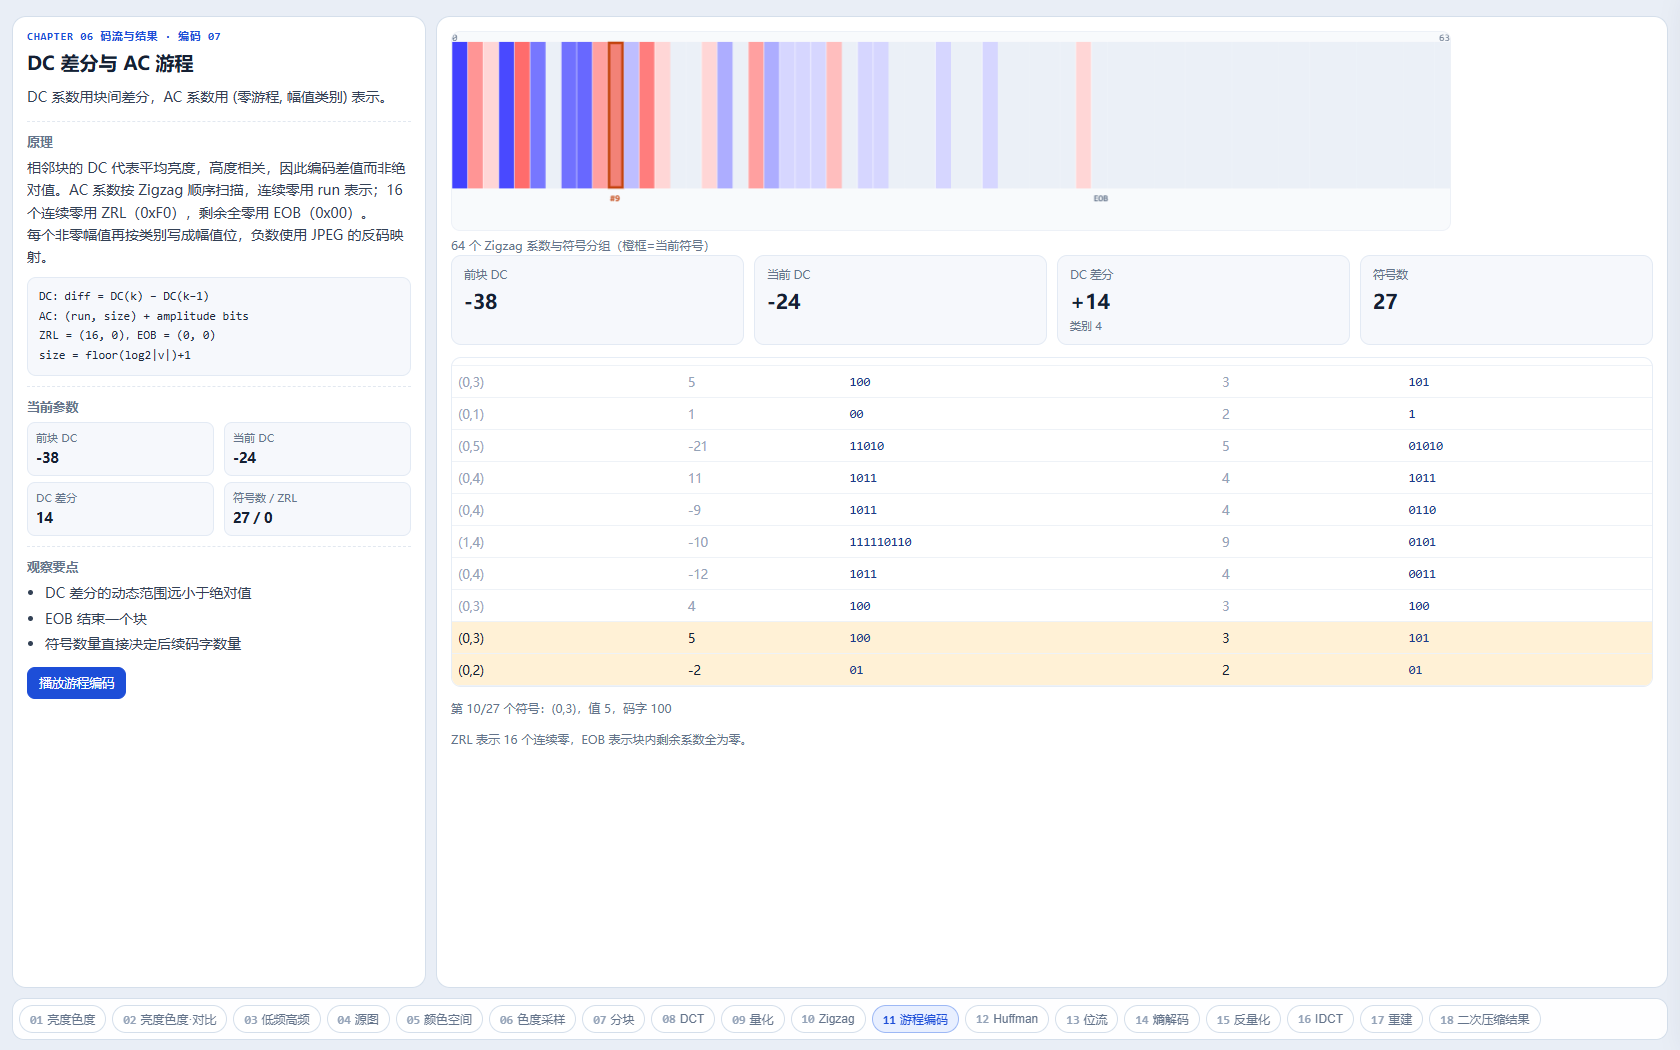 CHAPTER 06 码流与结果 · 编码 07
DC 差分与 AC 游程
DC 系数用块间差分，AC 系数用 (零游程, 幅值类别) 表示。
原理
相邻块的 DC 代表平均亮度，高度相关，因此编码差值而非绝
对值。AC 系数按 Zigzag 顺序扫描，连续零用 run 表示；16
个连续零用 ZRL（0xF0），剩余全零用 EOB（0x00）。
每个非零幅值再按类别写成幅值位，负数使用 JPEG 的反码映
射。
DC: diff = DC(k) − DC(k−1)
AC: (run, size) + amplitude bits
ZRL = (16, 0), EOB = (0, 0)
size = floor(log2|v|)+1
当前参数
前块 DC
-38
当前 DC
-24
DC 差分
14
符号数 / ZRL
27 / 0
观察要点
• DC 差分的动态范围远小于绝对值
• EOB 结束一个块
• 符号数量直接决定后续码字数量
播放游程编码
0 63
#9 EOB
64 个 Zigzag 系数与符号分组（橙框=当前符号）
前块 DC
-38
当前 DC
-24
DC 差分
+14
类别 4
符号数
27
(0,3) 5 100 3 101
(0,1) 1 00 2 1
(0,5) -21 11010 5 01010
(0,4) 11 1011 4 1011
(0,4) -9 1011 4 0110
(1,4) -10 111110110 9 0101
(0,4) -12 1011 4 0011
(0,3) 4 100 3 100
(0,3) 5 100 3 101
(0,2) -2 01 2 01
第 10/27 个符号：(0,3)，值 5，码字 100
ZRL 表示 16 个连续零，EOB 表示块内剩余系数全为零。
01 亮度色度 02 亮度色度·对比 03 低频高频 04 源图 05 颜色空间 06 色度采样 07 分块 08 DCT 09 量化 10 Zigzag 11 游程编码 12 Huffman 13 位流 14 熵解码 15 反量化 16 IDCT 17 重建 18 二次压缩结果